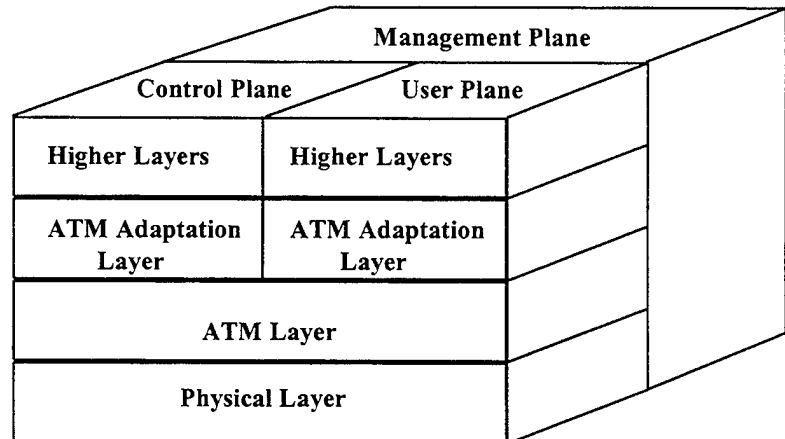 Management Plane
Control Plane
User Plane
Higher Layers
Higher Layers
ATM Adaptation
Layer
ATM Adaptation
Layer
ATM Layer
Physical Layer